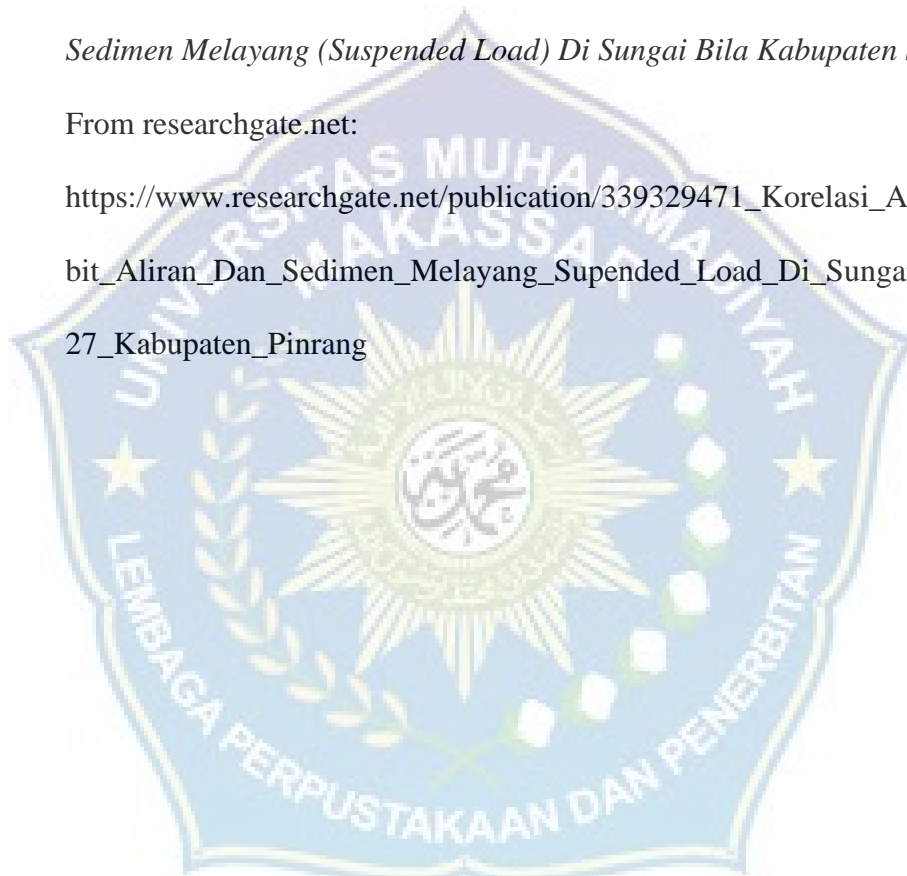 Sedimen Melayang (Suspended Load) Di Sungai Bila Kabupaten
From researchgate.net:
https://www.researchgate.net/publication/339329471_Korelasi_A
bit_Aliran_Dan_Sedimen_Melayang_Supended_Load_Di_Sunga
27_Kabupaten_Pinrang
UNIVERSITAS MUHAMMADIYAH
MAKASSAR
LEMBAGA PERPUSTAKAAN DAN PENERBITAN